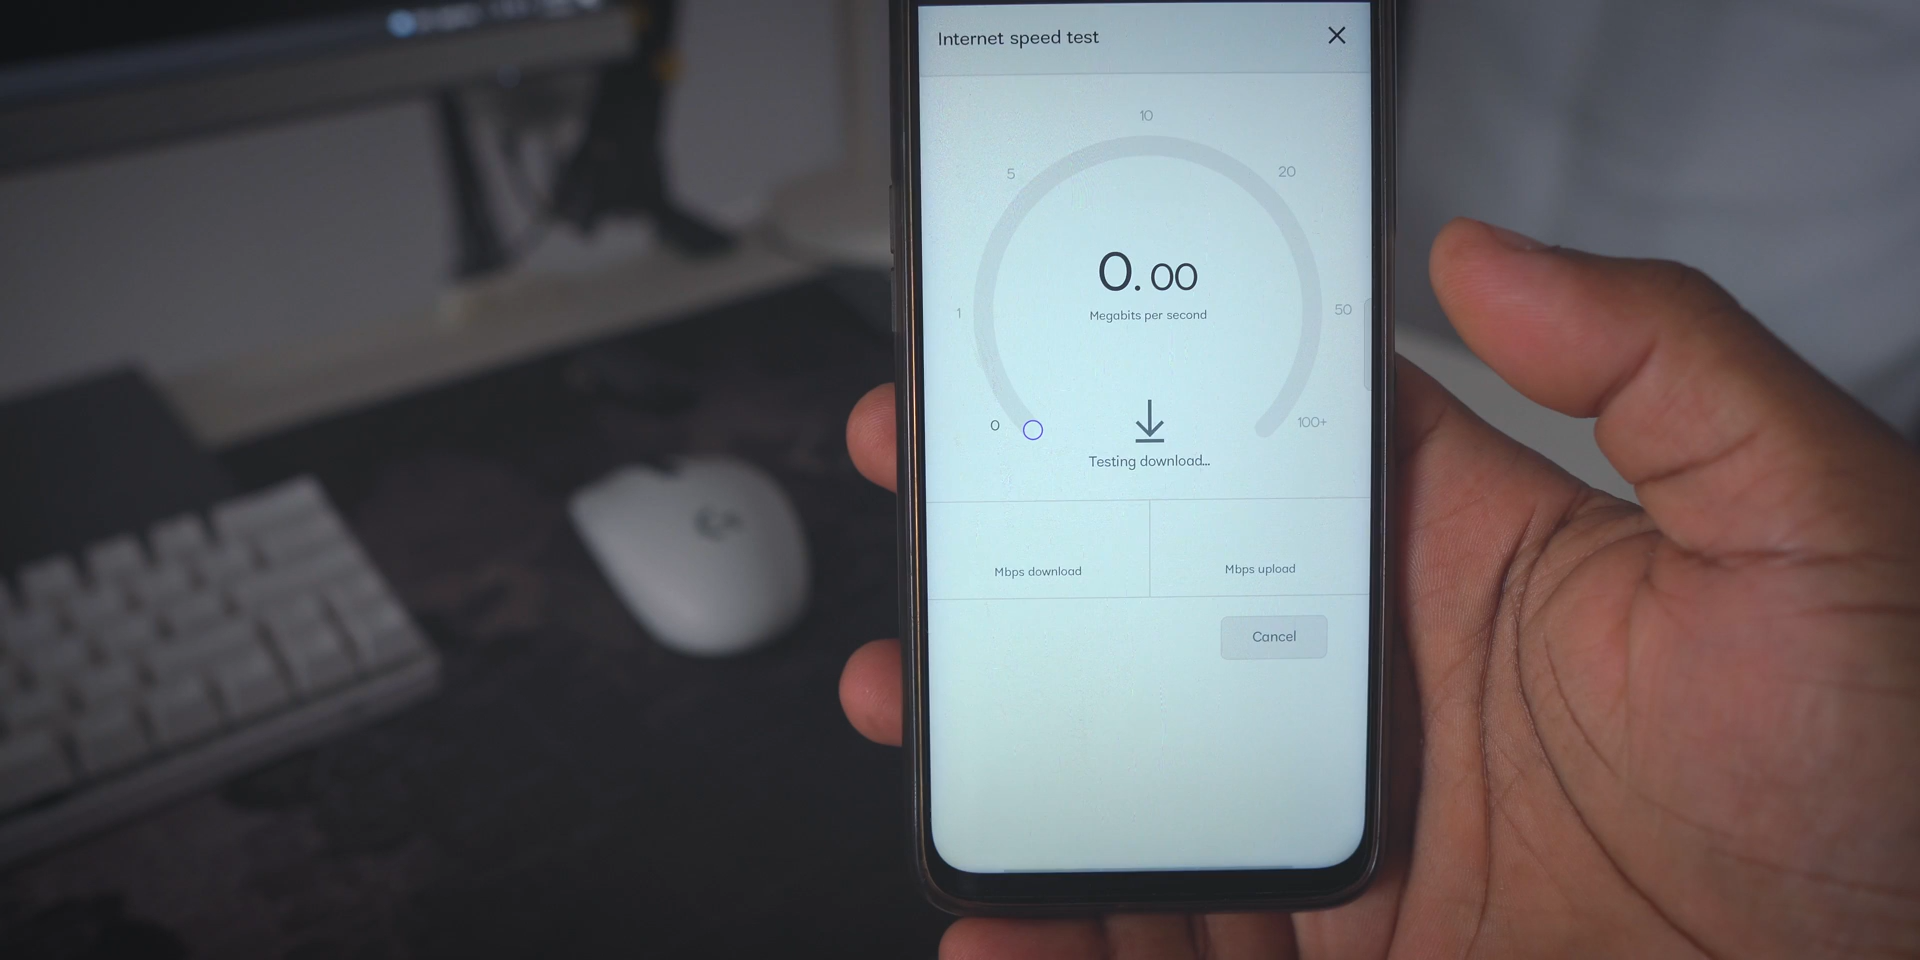 Internet speed test
10
5
20
0.00
Megabits per second
1
50
0
100+
Testing download...
Mbps download
Mbps upload
Cancel